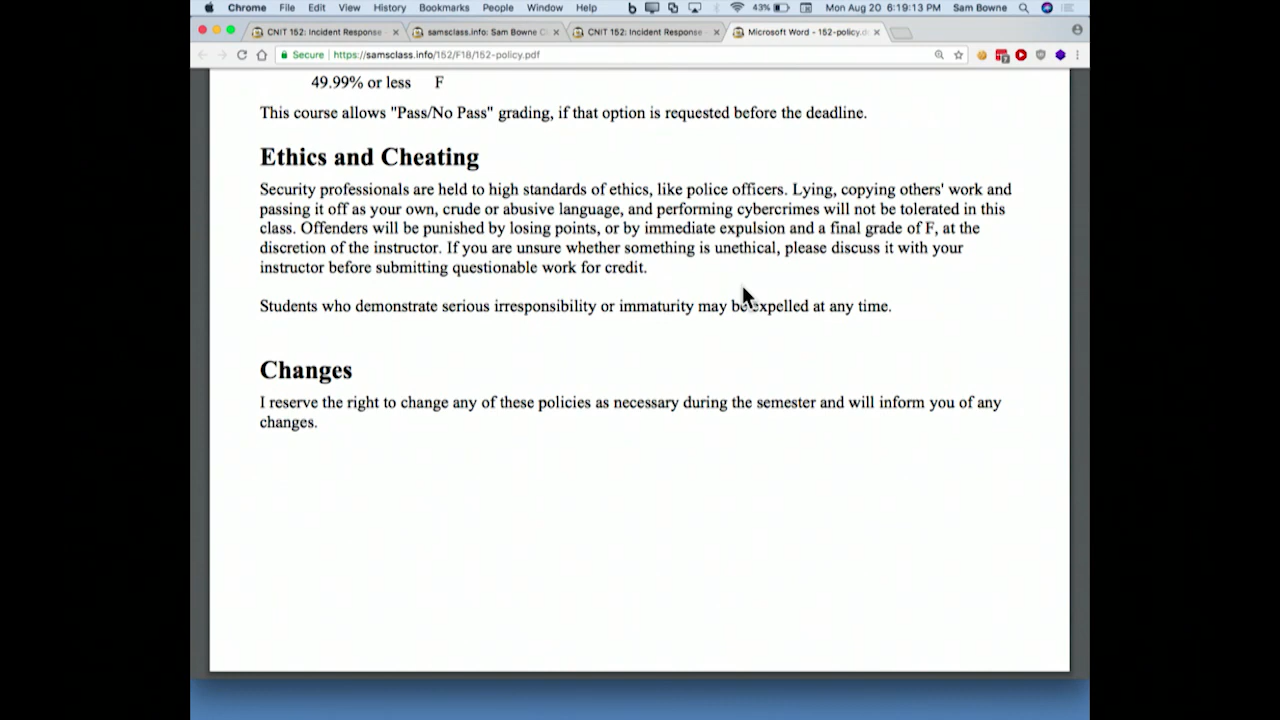 Chrome File Edit View History Bookmarks People Window Help 43% Mon Aug 20 6:19:13 PM Sam Bowne
CNIT 152: Incident Response samsclass.info: Sam Bowne CNIT 152: Incident Response Microsoft Word - 152-policy.d
Secure https://samsclass.info/152/F18/152-policy.pdf
49.99% or less F
This course allows "Pass/No Pass" grading, if that option is requested before the deadline.
Ethics and Cheating
Security professionals are held to high standards of ethics, like police officers. Lying, copying others' work and
passing it off as your own, crude or abusive language, and performing cybercrimes will not be tolerated in this
class. Offenders will be punished by losing points, or by immediate expulsion and a final grade of F, at the
discretion of the instructor. If you are unsure whether something is unethical, please discuss it with your
instructor before submitting questionable work for credit.
Students who demonstrate serious irresponsibility or immaturity may be expelled at any time.
Changes
I reserve the right to change any of these policies as necessary during the semester and will inform you of any
changes.